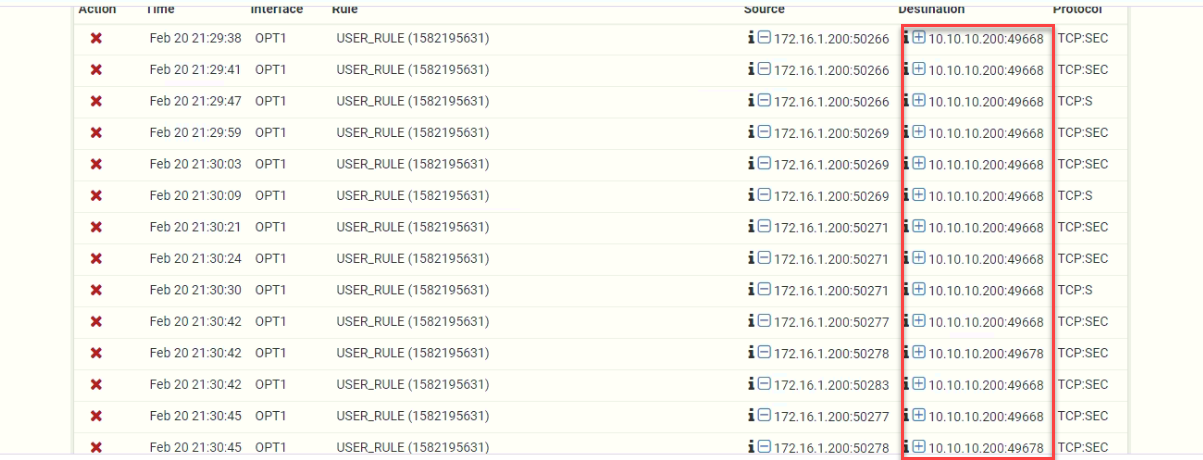 Action Time Interface Rule Source Destination Protocol
Feb 20 21:29:38 OPT1 USER_RULE (1582195631) 172.16.1.200:50266 10.10.10.200:49668 TCP:SEC
Feb 20 21:29:41 OPT1 USER_RULE (1582195631) 172.16.1.200:50266 10.10.10.200:49668 TCP:SEC
Feb 20 21:29:47 OPT1 USER_RULE (1582195631) 172.16.1.200:50266 10.10.10.200:49668 TCP:S
Feb 20 21:29:59 OPT1 USER_RULE (1582195631) 172.16.1.200:50269 10.10.10.200:49668 TCP:SEC
Feb 20 21:30:03 OPT1 USER_RULE (1582195631) 172.16.1.200:50269 10.10.10.200:49668 TCP:SEC
Feb 20 21:30:09 OPT1 USER_RULE (1582195631) 172.16.1.200:50269 10.10.10.200:49668 TCP:S
Feb 20 21:30:21 OPT1 USER_RULE (1582195631) 172.16.1.200:50271 10.10.10.200:49668 TCP:SEC
Feb 20 21:30:24 OPT1 USER_RULE (1582195631) 172.16.1.200:50271 10.10.10.200:49668 TCP:SEC
Feb 20 21:30:30 OPT1 USER_RULE (1582195631) 172.16.1.200:50271 10.10.10.200:49668 TCP:S
Feb 20 21:30:42 OPT1 USER_RULE (1582195631) 172.16.1.200:50277 10.10.10.200:49668 TCP:SEC
Feb 20 21:30:42 OPT1 USER_RULE (1582195631) 172.16.1.200:50278 10.10.10.200:49678 TCP:SEC
Feb 20 21:30:42 OPT1 USER_RULE (1582195631) 172.16.1.200:50283 10.10.10.200:49668 TCP:SEC
Feb 20 21:30:45 OPT1 USER_RULE (1582195631) 172.16.1.200:50277 10.10.10.200:49668 TCP:SEC
Feb 20 21:30:45 OPT1 USER_RULE (1582195631) 172.16.1.200:50278 10.10.10.200:49678 TCP:SEC